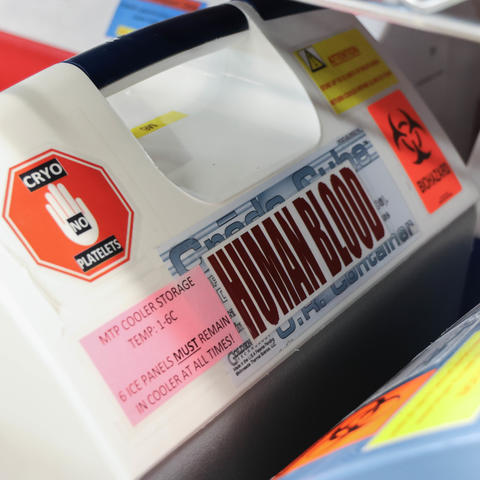 ATTENTION
BIOHAZARD
CRYO
NO
PLATELETS
Credo Cube
HUMAN BLOOD
O.R. Container
MTP COOLER STORAGE
TEMP: 1-6C
6 ICE PANELS MUST REMAIN
IN COOLER AT ALL TIMES!